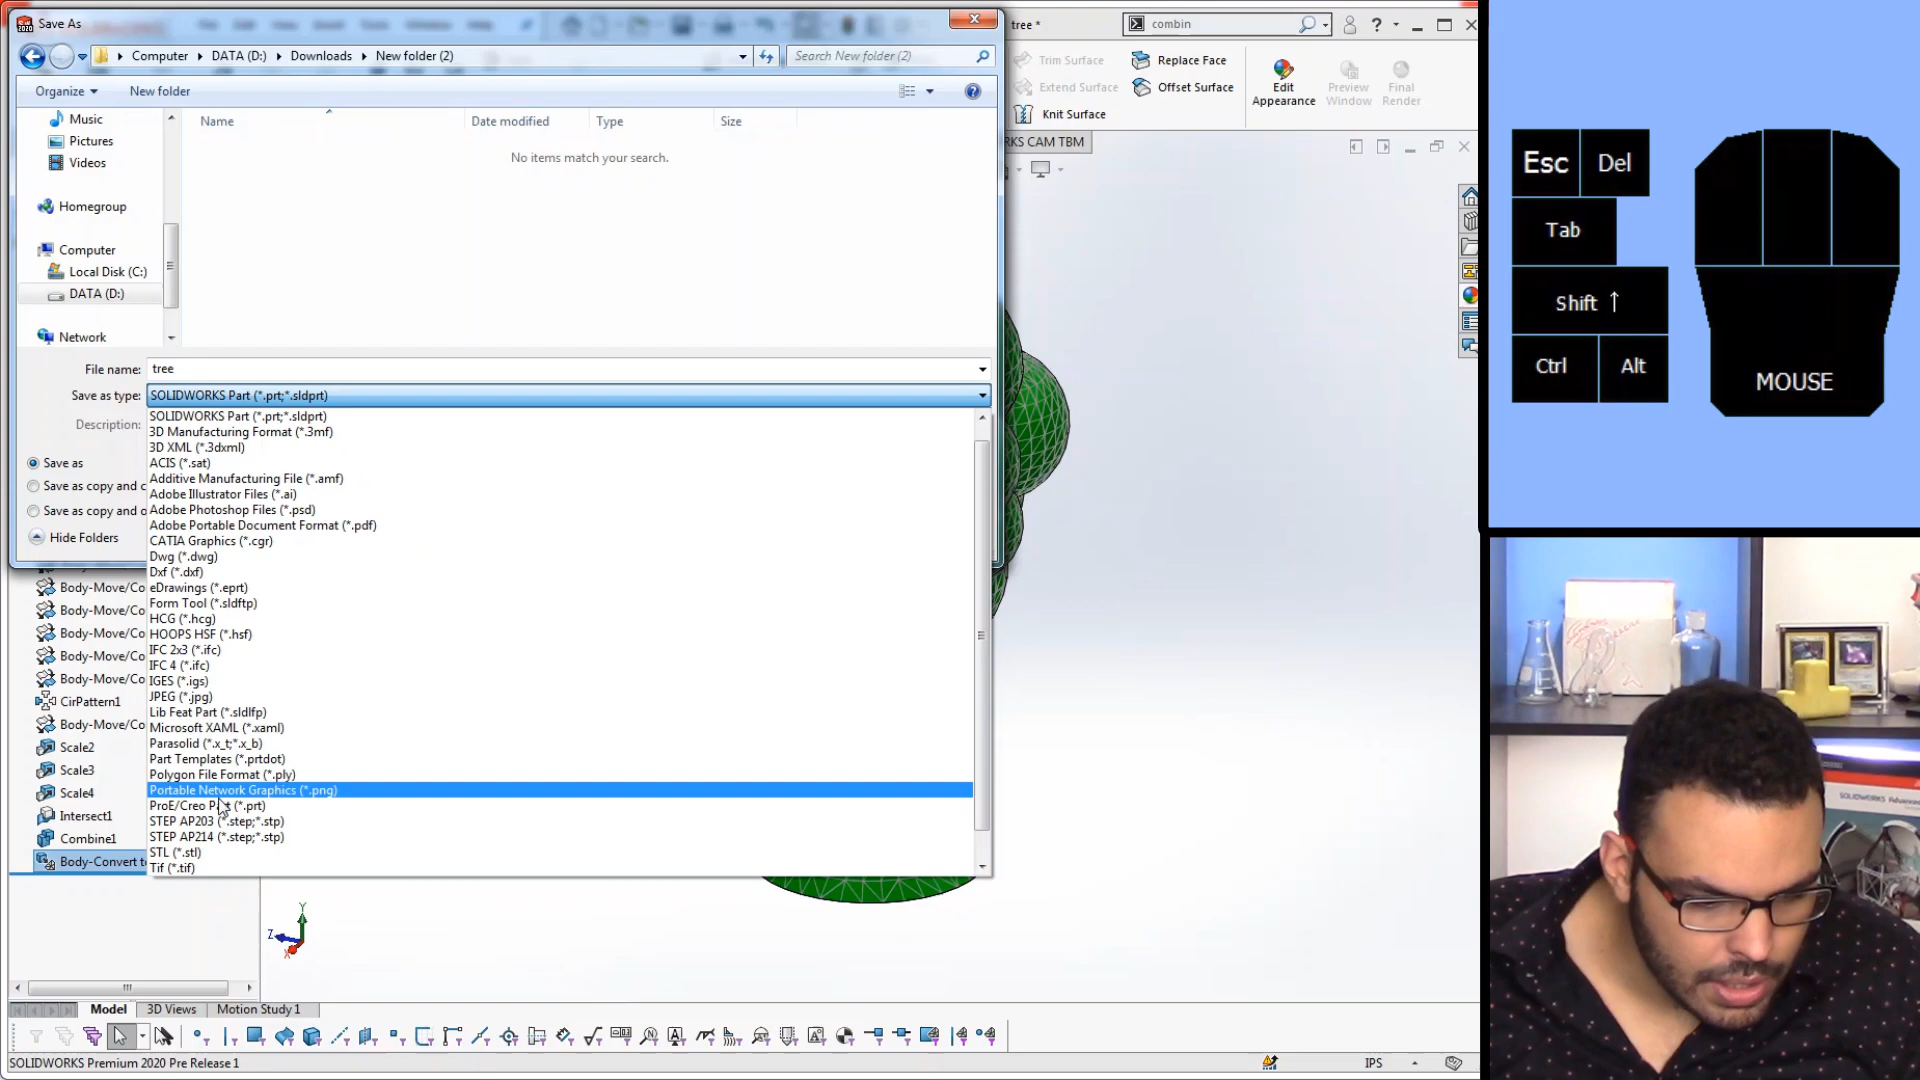 Save As
tree *
combin
Computer ▸ DATA (D:) ▸ Downloads ▸ New folder (2)
Search New folder (2)
Organize
New folder
Trim Surface
Replace Face
Extend Surface
Offset Surface
Knit Surface
Edit Appearance
Preview Window
Final Render
RKS CAM TBM
Music
Pictures
Videos
Homegroup
Computer
Local Disk (C:)
DATA (D:)
Network
Name
Date modified
Type
Size
No items match your search.
File name: tree
Save as type: SOLIDWORKS Part (*.prt;*.sldprt)
Description:
Save as
Save as copy and c
Save as copy and o
Hide Folders
SOLIDWORKS Part (*.prt;*.sldprt)
3D Manufacturing Format (*.3mf)
3D XML (*.3dxml)
ACIS (*.sat)
Additive Manufacturing File (*.amf)
Adobe Illustrator Files (*.ai)
Adobe Photoshop Files (*.psd)
Adobe Portable Document Format (*.pdf)
CATIA Graphics (*.cgr)
Dwg (*.dwg)
Dxf (*.dxf)
eDrawings (*.eprt)
Form Tool (*.sldftp)
HCG (*.hcg)
HOOPS HSF (*.hsf)
IFC 2x3 (*.ifc)
IFC 4 (*.ifc)
IGES (*.igs)
JPEG (*.jpg)
Lib Feat Part (*.sldlfp)
Microsoft XAML (*.xaml)
Parasolid (*.x_t;*.x_b)
Part Templates (*.prtdot)
Polygon File Format (*.ply)
Portable Network Graphics (*.png)
ProE/Creo Part (*.prt)
STEP AP203 (*.step;*.stp)
STEP AP214 (*.step;*.stp)
STL (*.stl)
Tif (*.tif)
Body-Move/Co
Body-Move/Co
Body-Move/Co
Body-Move/Co
Body-Move/Co
CirPattern1
Body-Move/Co
Scale2
Scale3
Scale4
Intersect1
Combine1
Body-Convert to
Y
Z
X
Model
3D Views
Motion Study 1
SOLIDWORKS Premium 2020 Pre Release 1
IPS
Esc
Del
Tab
Shift ↑
Ctrl
Alt
MOUSE